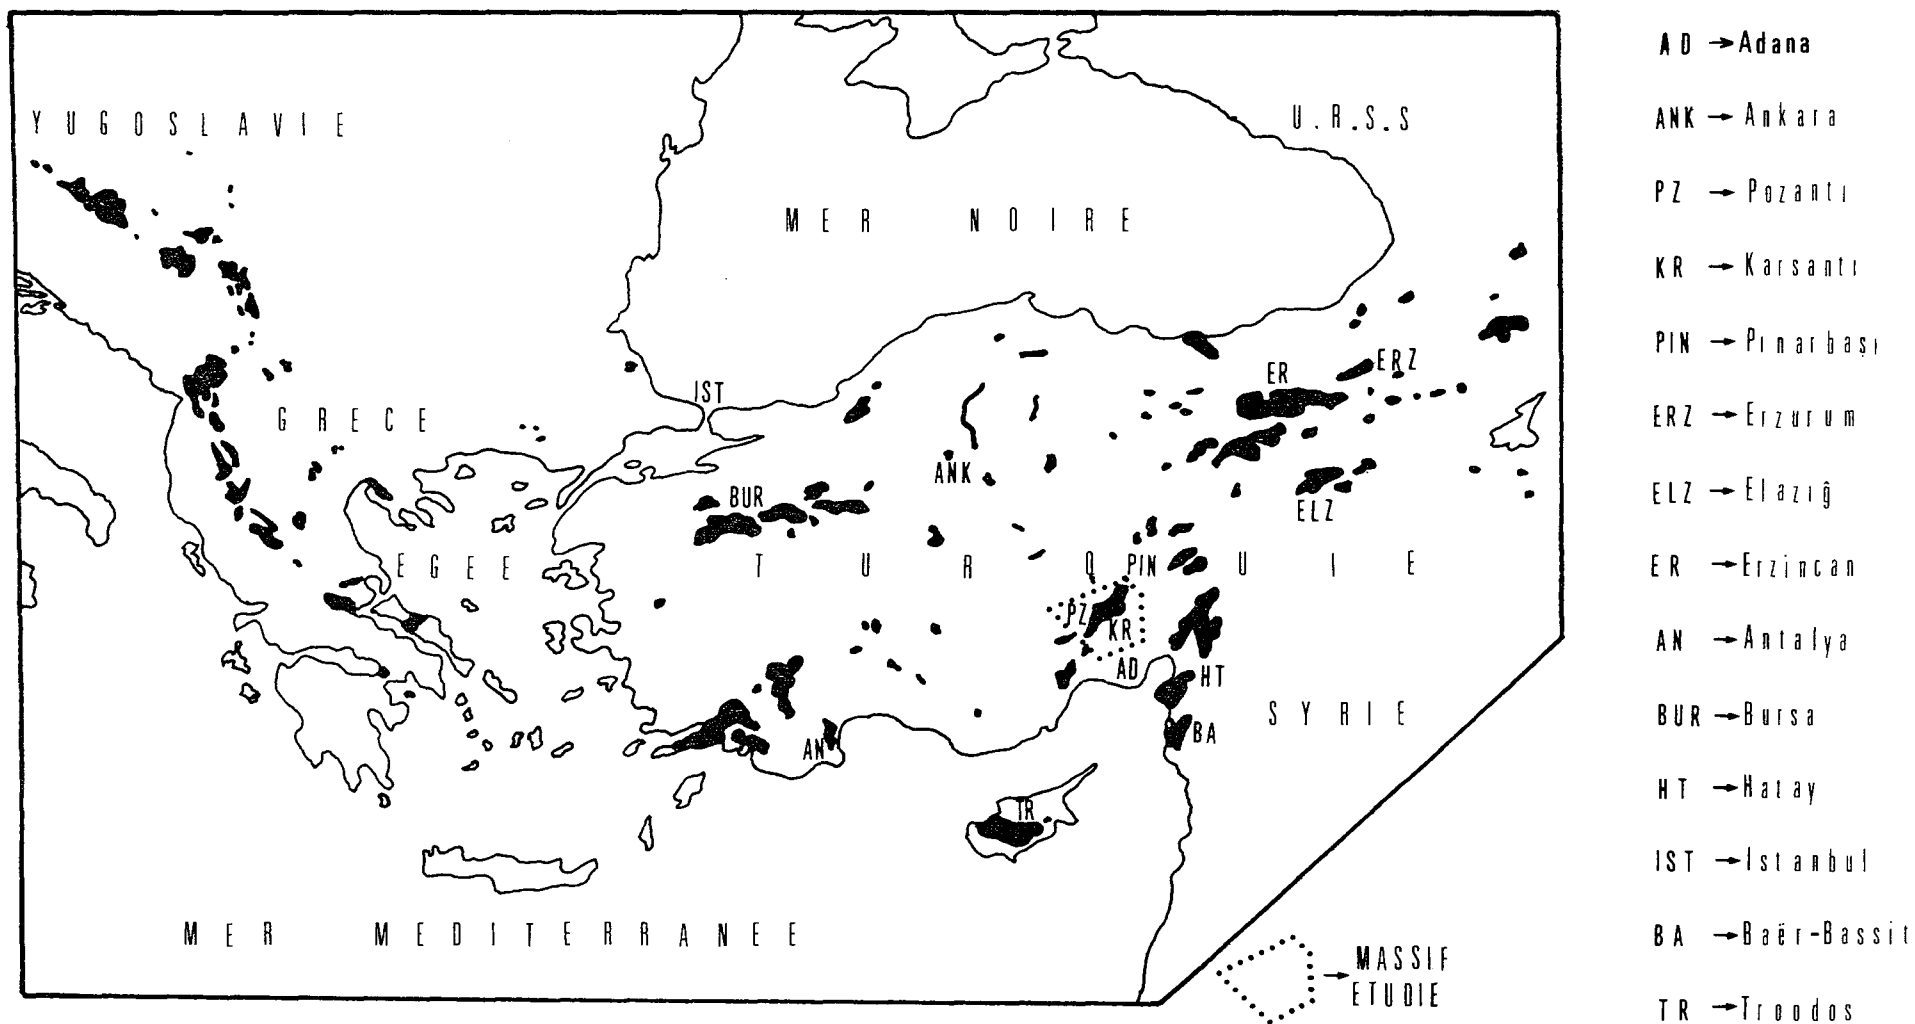 YUGOSLAVIE
U.R.S.S
MER NOIRE
IST
GRECE
ER
ERZ
ANK
BUR
ELZ
EGEE
TURQUIE
PIN
PZ
KR
AD
HT
SYRIE
AN
BA
TR
MER MEDITERRANEE
MASSIF
ETUDIE
AD → Adana
ANK → Ankara
PZ → Pozantı
KR → Karsantı
PIN → Pınarbaşı
ERZ → Erzurum
ELZ → Elazığ
ER → Erzincan
AN → Antalya
BUR → Bursa
HT → Hatay
IST → Istanbul
BA → Baër-Bassit
TR → Troodos